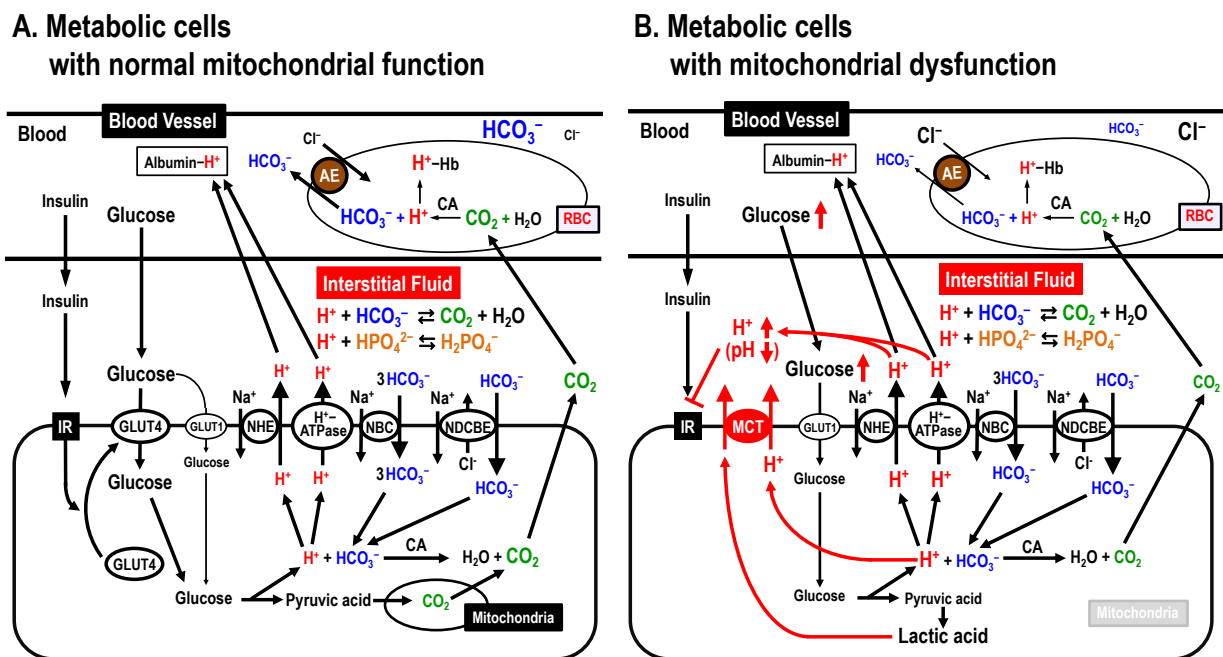 A. Metabolic cells
with normal mitochondrial function
Blood
Blood Vessel
HCO₃⁻
Cl⁻
Cl⁻
HCO₃⁻
AE
Albumin–H⁺
H⁺–Hb
HCO₃⁻ + H⁺
CA
CO₂ + H₂O
RBC
Insulin
Glucose
Insulin
Interstitial Fluid
H⁺ + HCO₃⁻ ⇄ CO₂ + H₂O
H⁺ + HPO₄²⁻ ⇆ H₂PO₄⁻
Glucose
H⁺
H⁺
3HCO₃⁻
HCO₃⁻
CO₂
Na⁺
Na⁺
Na⁺
IR
GLUT4
GLUT1
NHE
H⁺–
ATPase
NBC
NDCBE
Cl⁻
Glucose
Glucose
H⁺
H⁺
3HCO₃⁻
HCO₃⁻
GLUT4
H⁺ + HCO₃⁻
CA
H₂O + CO₂
Glucose
Pyruvic acid
CO₂
Mitochondria
B. Metabolic cells
with mitochondrial dysfunction
Blood
Blood Vessel
HCO₃⁻
Cl⁻
Cl⁻
HCO₃⁻
AE
Albumin–H⁺
H⁺–Hb
HCO₃⁻ + H⁺
CA
CO₂ + H₂O
RBC
Insulin
Glucose
Insulin
Interstitial Fluid
H⁺ + HCO₃⁻ ⇄ CO₂ + H₂O
H⁺ + HPO₄²⁻ ⇆ H₂PO₄⁻
H⁺
(pH )
Glucose
H⁺
H⁺
3HCO₃⁻
HCO₃⁻
CO₂
Na⁺
Na⁺
Na⁺
IR
MCT
GLUT1
NHE
H⁺–
ATPase
NBC
NDCBE
Cl⁻
H⁺
Glucose
H⁺
H⁺
HCO₃⁻
HCO₃⁻
H⁺ + HCO₃⁻
CA
H₂O + CO₂
Glucose
Pyruvic acid
Mitochondria
Lactic acid